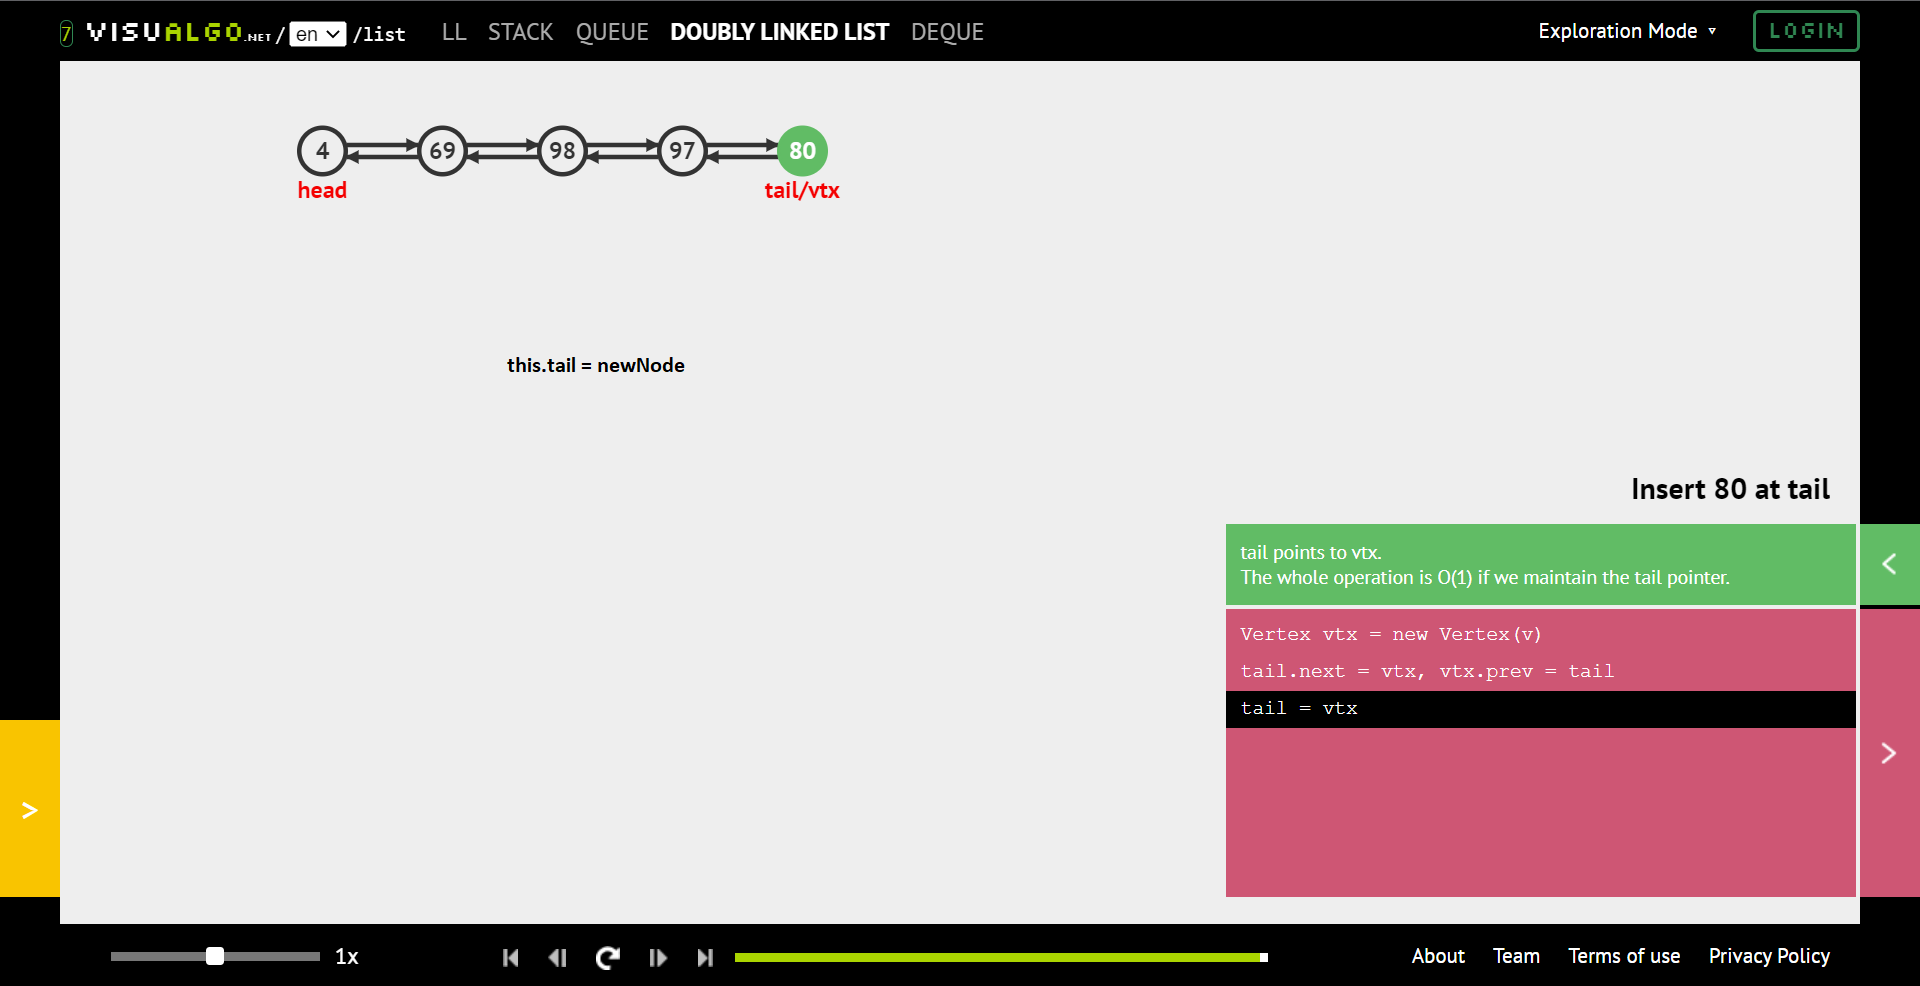 7 VISUALGO.NET / en /list LL STACK QUEUE DOUBLY LINKED LIST DEQUE Exploration Mode ▾ LOGIN
4 69 98 97 80
head tail/vtx
this.tail = newNode
Insert 80 at tail
tail points to vtx.
The whole operation is O(1) if we maintain the tail pointer.
Vertex vtx = new Vertex(v)
tail.next = vtx, vtx.prev = tail
tail = vtx
1x About Team Terms of use Privacy Policy